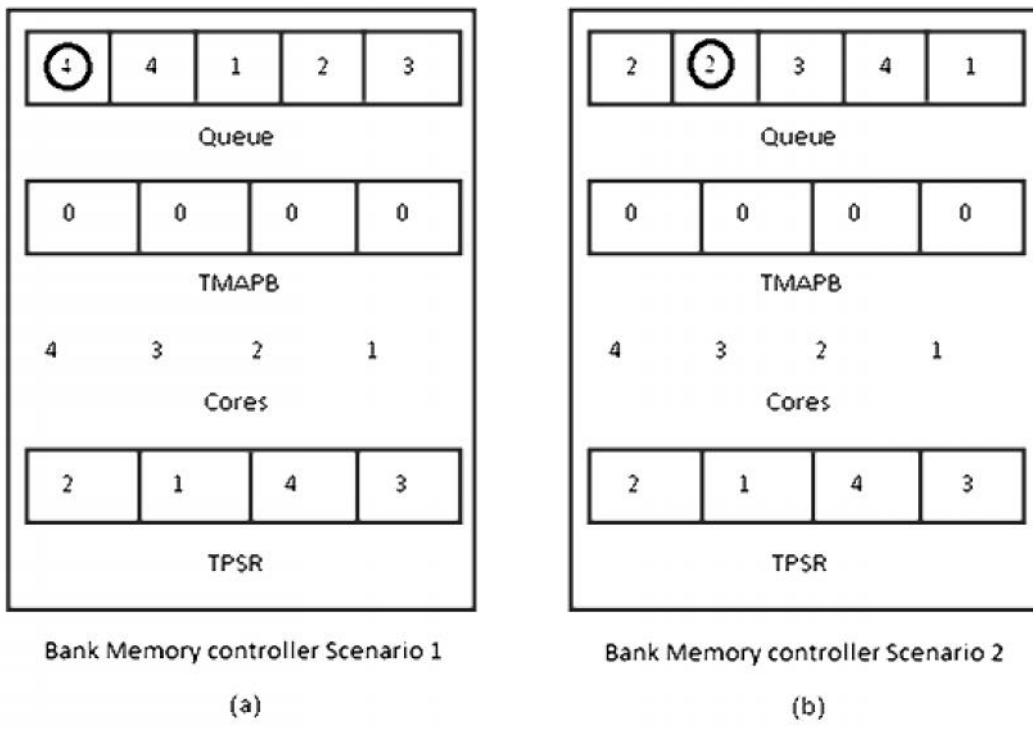 4 4 1 2 3
Queue
0 0 0 0
TMAPB
4 3 2 1
Cores
2 1 4 3
TPSR
Bank Memory controller Scenario 1
(a)
2 2 3 4 1
Queue
0 0 0 0
TMAPB
4 3 2 1
Cores
2 1 4 3
TPSR
Bank Memory controller Scenario 2
(b)